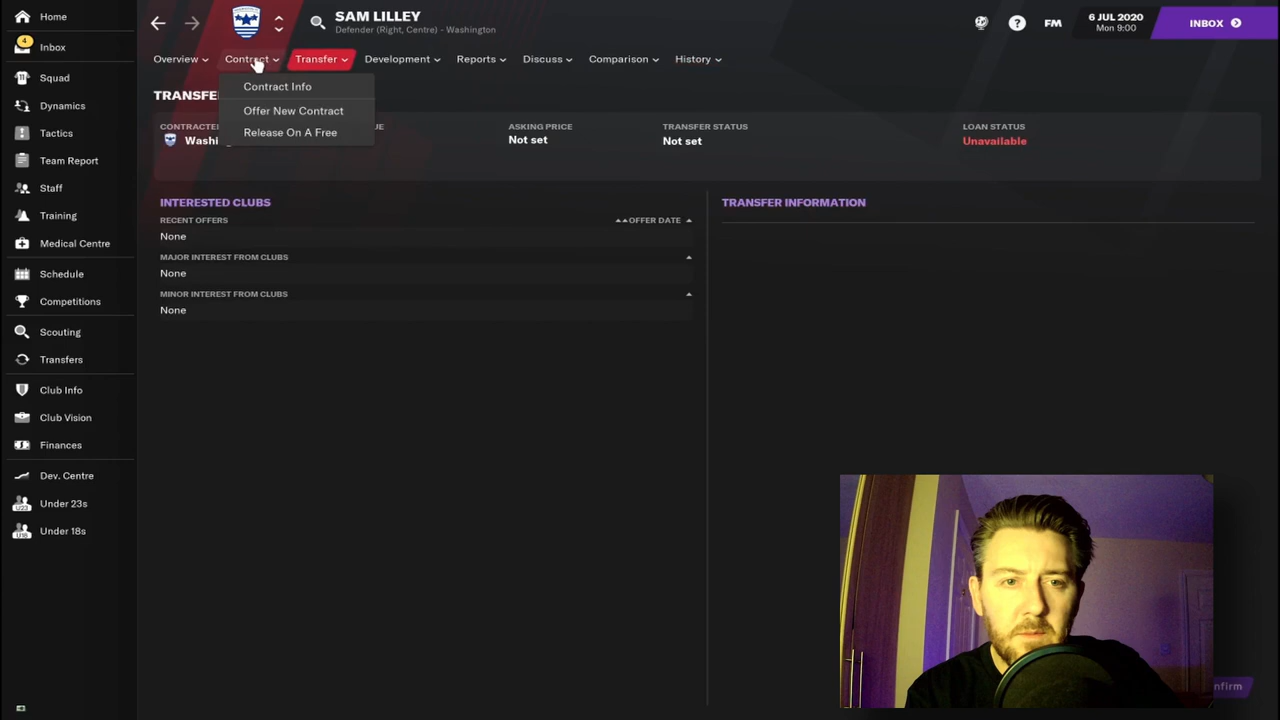 Home
4
Inbox
Squad
Dynamics
Tactics
Team Report
Staff
Training
Medical Centre
Schedule
Competitions
Scouting
Transfers
Club Info
Club Vision
Finances
Dev. Centre
U23
Under 23s
U18
Under 18s
SAM LILLEY
Defender (Right, Centre) - Washington
?
FM
6 JUL 2020
Mon 9:00
INBOX
Overview
Contract
Transfer
Development
Reports
Discuss
Comparison
History
Contract Info
Offer New Contract
Release On A Free
ASKING PRICE
Not set
TRANSFER STATUS
Not set
LOAN STATUS
Unavailable
INTERESTED CLUBS
RECENT OFFERS
OFFER DATE
None
MAJOR INTEREST FROM CLUBS
None
MINOR INTEREST FROM CLUBS
None
TRANSFER INFORMATION